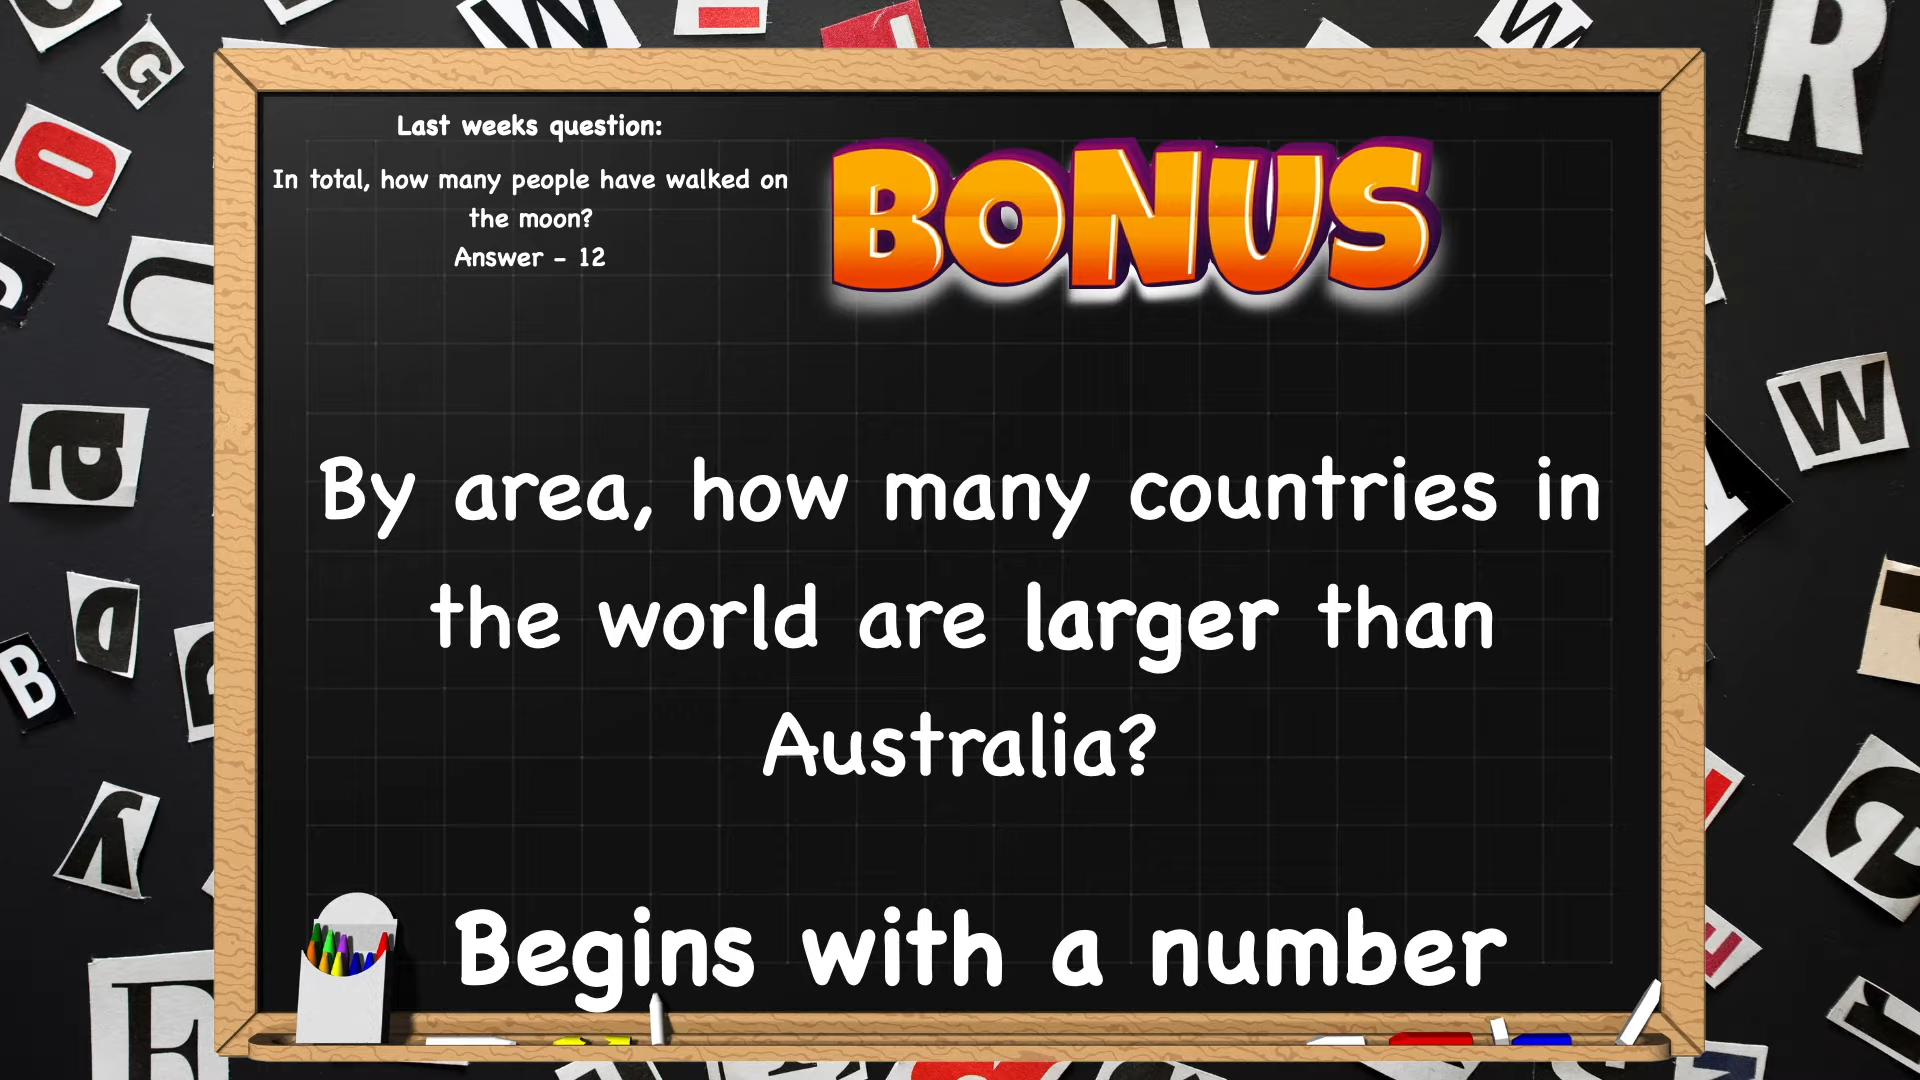 Last weeks question:
In total, how many people have walked on
the moon?
Answer - 12
BONUS
By area, how many countries in
the world are larger than
Australia?
Begins with a number